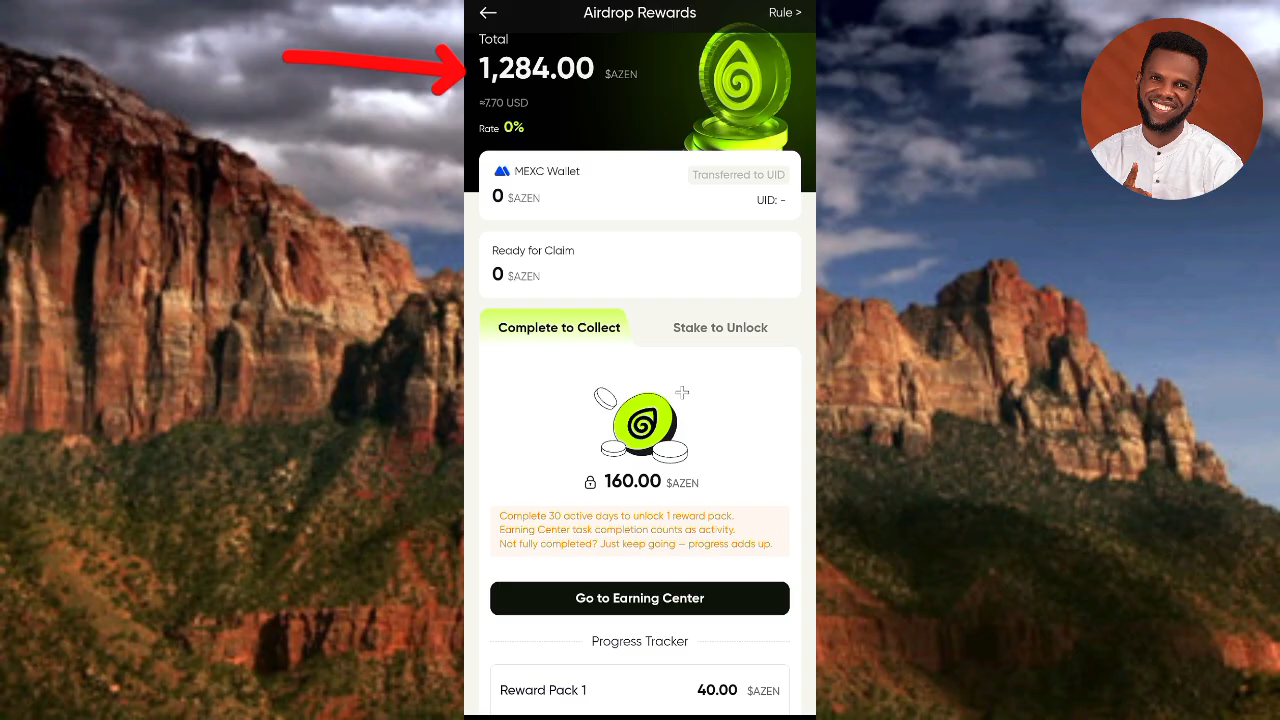 Airdrop Rewards
Rule >
Total
1,284.00 $AZEN
≈7.70 USD
Rate 0%
MEXC Wallet
Transferred to UID
0 $AZEN
UID: -
Ready for Claim
0 $AZEN
Complete to Collect
Stake to Unlock
160.00 $AZEN
Complete 30 active days to unlock 1 reward pack.
Earning Center task completion counts as activity.
Not fully completed? Just keep going – progress adds up.
Go to Earning Center
Progress Tracker
Reward Pack 1
40.00 $AZEN